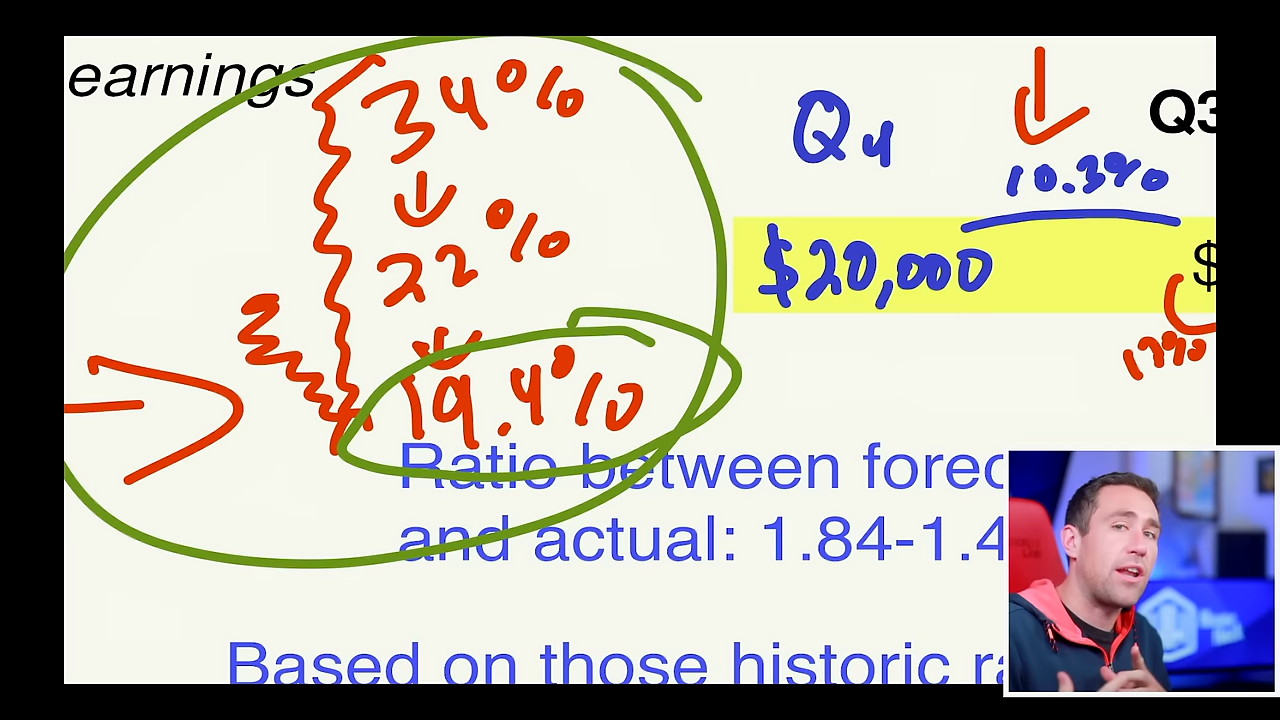 earnings
34%
22%
19.4%
Q4
10.3%
Q3
$20,000
$
17%
Ratio between forec
and actual: 1.84-1.4
Based on those historic ra